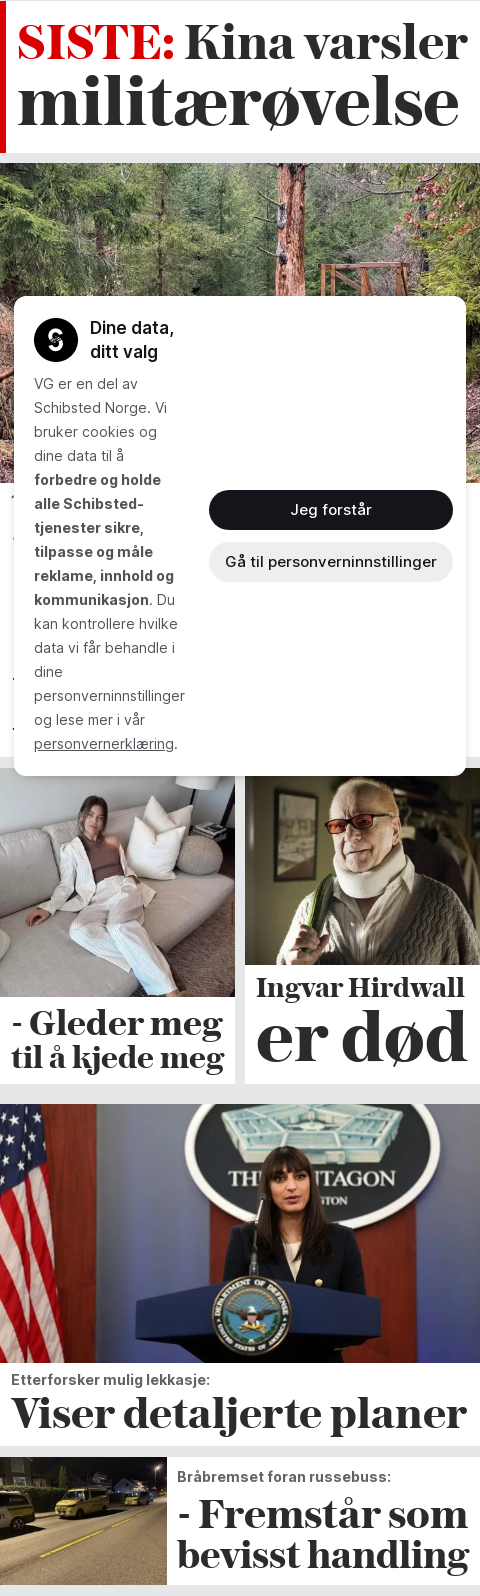 SISTE: Kina varsler
militærøvelse
Dine data,
ditt valg
VG er en del av
Schibsted Norge. Vi
bruker cookies og
dine data til å
forbedre og holde
alle Schibsted-
tjenester sikre,
tilpasse og måle
reklame, innhold og
kommunikasjon. Du
kan kontrollere hvilke
data vi får behandle i
dine
personverninnstillinger
og lese mer i vår
personvernerklæring.
Jeg forstår
Gå til personverninnstillinger
- Gleder meg
til å kjede meg
Ingvar Hirdwall
er død
THE PENTAGON
DEPARTMENT OF DEFENSE
Etterforsker mulig lekkasje:
Viser detaljerte planer
Bråbremset foran russebuss:
- Fremstår som
bevisst handling